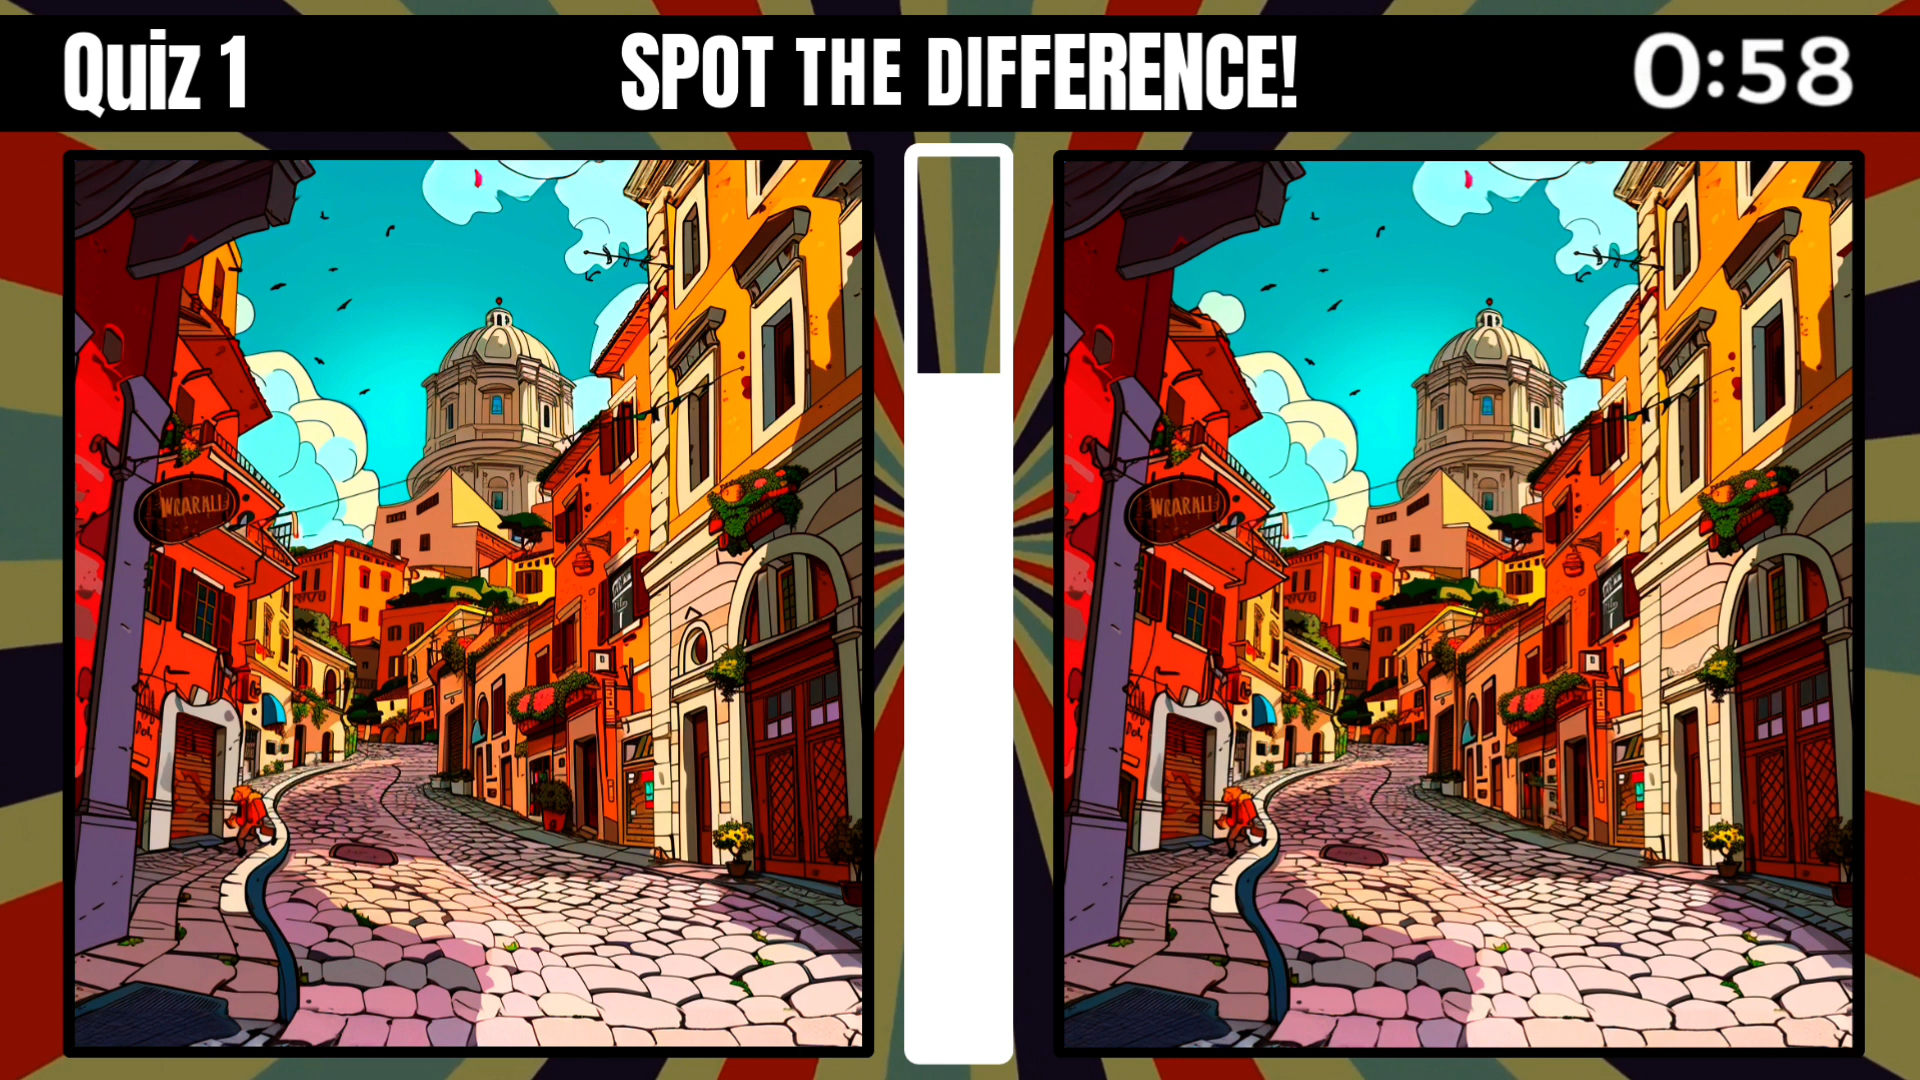 Quiz 1
SPOT THE DIFFERENCE!
0:58
WRARALL
WRARALL